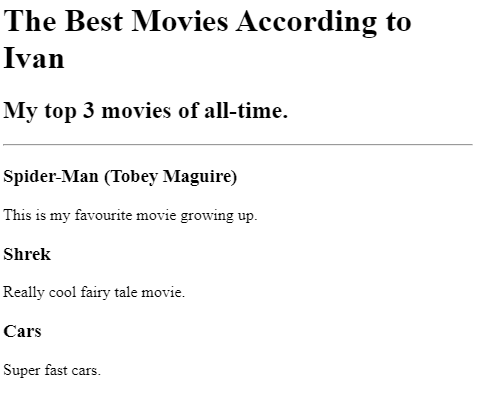 The Best Movies According to
Ivan
My top 3 movies of all-time.
Spider-Man (Tobey Maguire)
This is my favourite movie growing up.
Shrek
Really cool fairy tale movie.
Cars
Super fast cars.